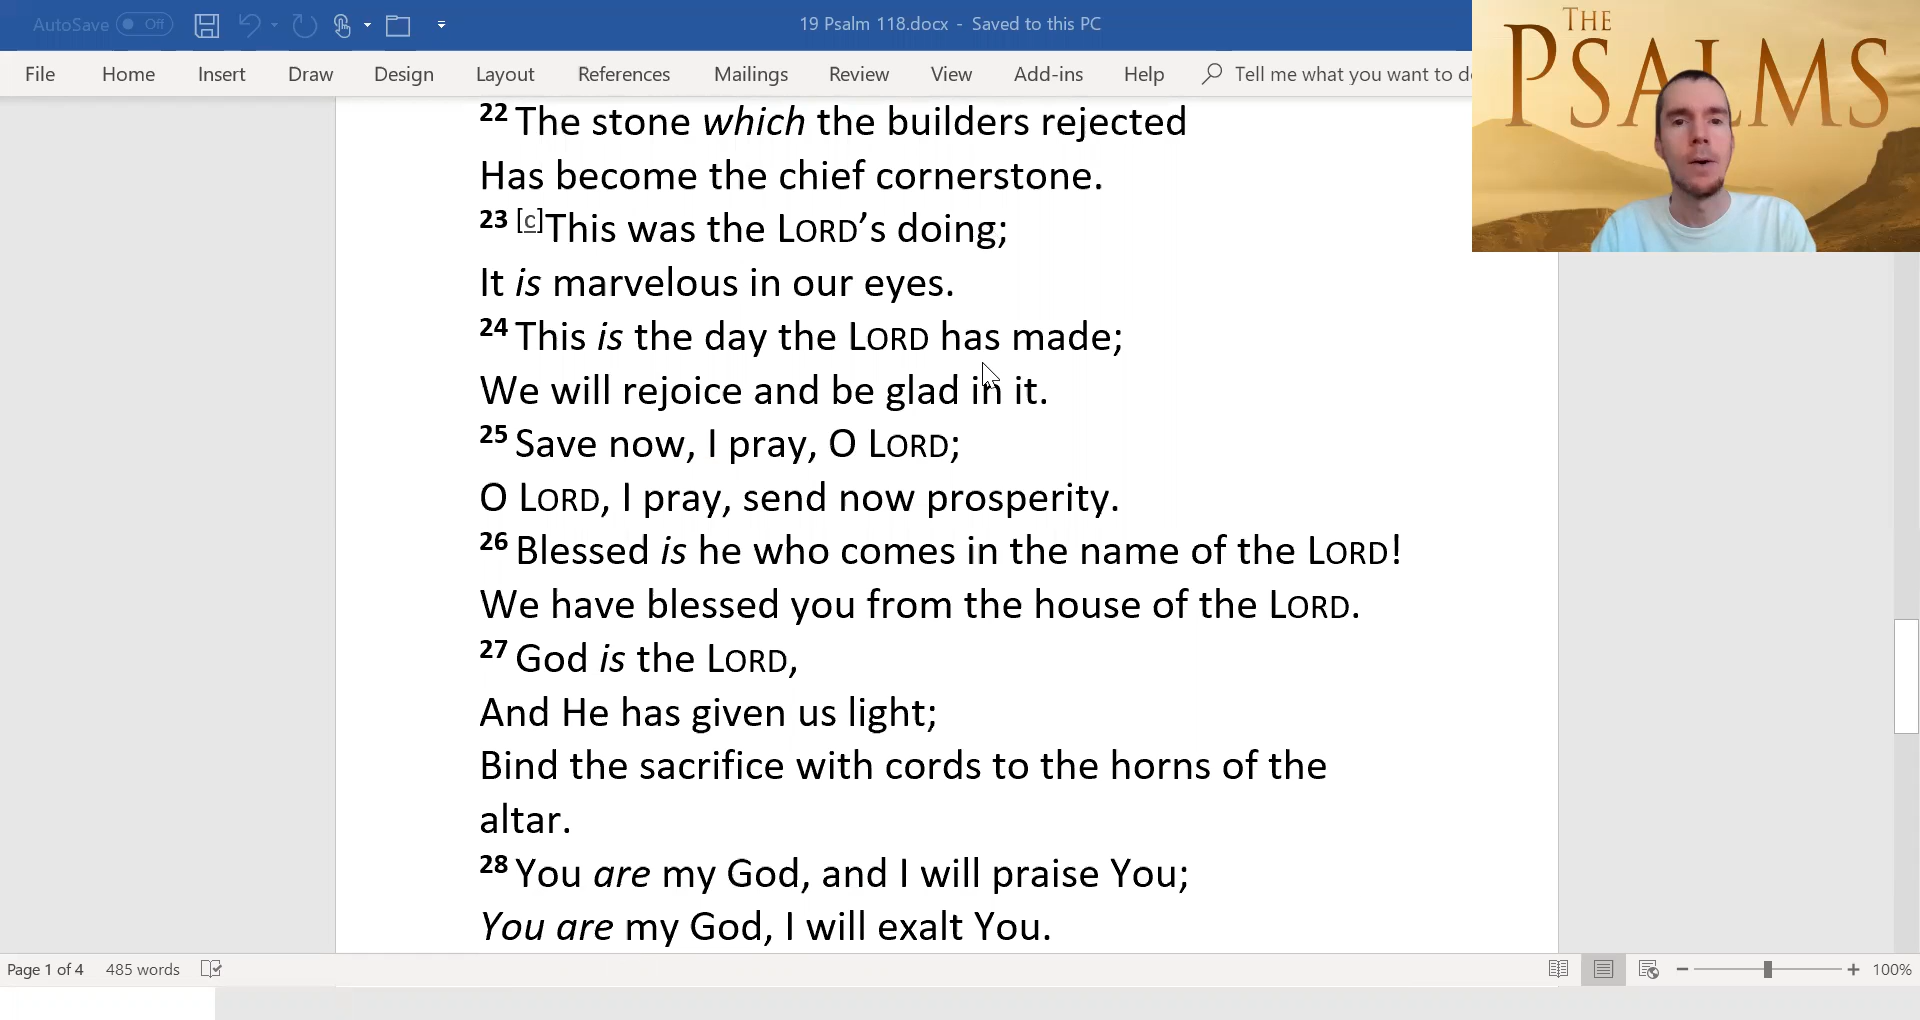 AutoSave Off
19 Psalm 118.docx - Saved to this PC
File Home Insert Draw Design Layout References Mailings Review View Add-ins Help Tell me what you want to do
THE
PSALMS
22 The stone which the builders rejected
Has become the chief cornerstone.
23 [c]This was the LORD’s doing;
It is marvelous in our eyes.
24 This is the day the LORD has made;
We will rejoice and be glad in it.
25 Save now, I pray, O LORD;
O LORD, I pray, send now prosperity.
26 Blessed is he who comes in the name of the LORD!
We have blessed you from the house of the LORD.
27 God is the LORD,
And He has given us light;
Bind the sacrifice with cords to the horns of the
altar.
28 You are my God, and I will praise You;
You are my God, I will exalt You.
Page 1 of 4 485 words 100%